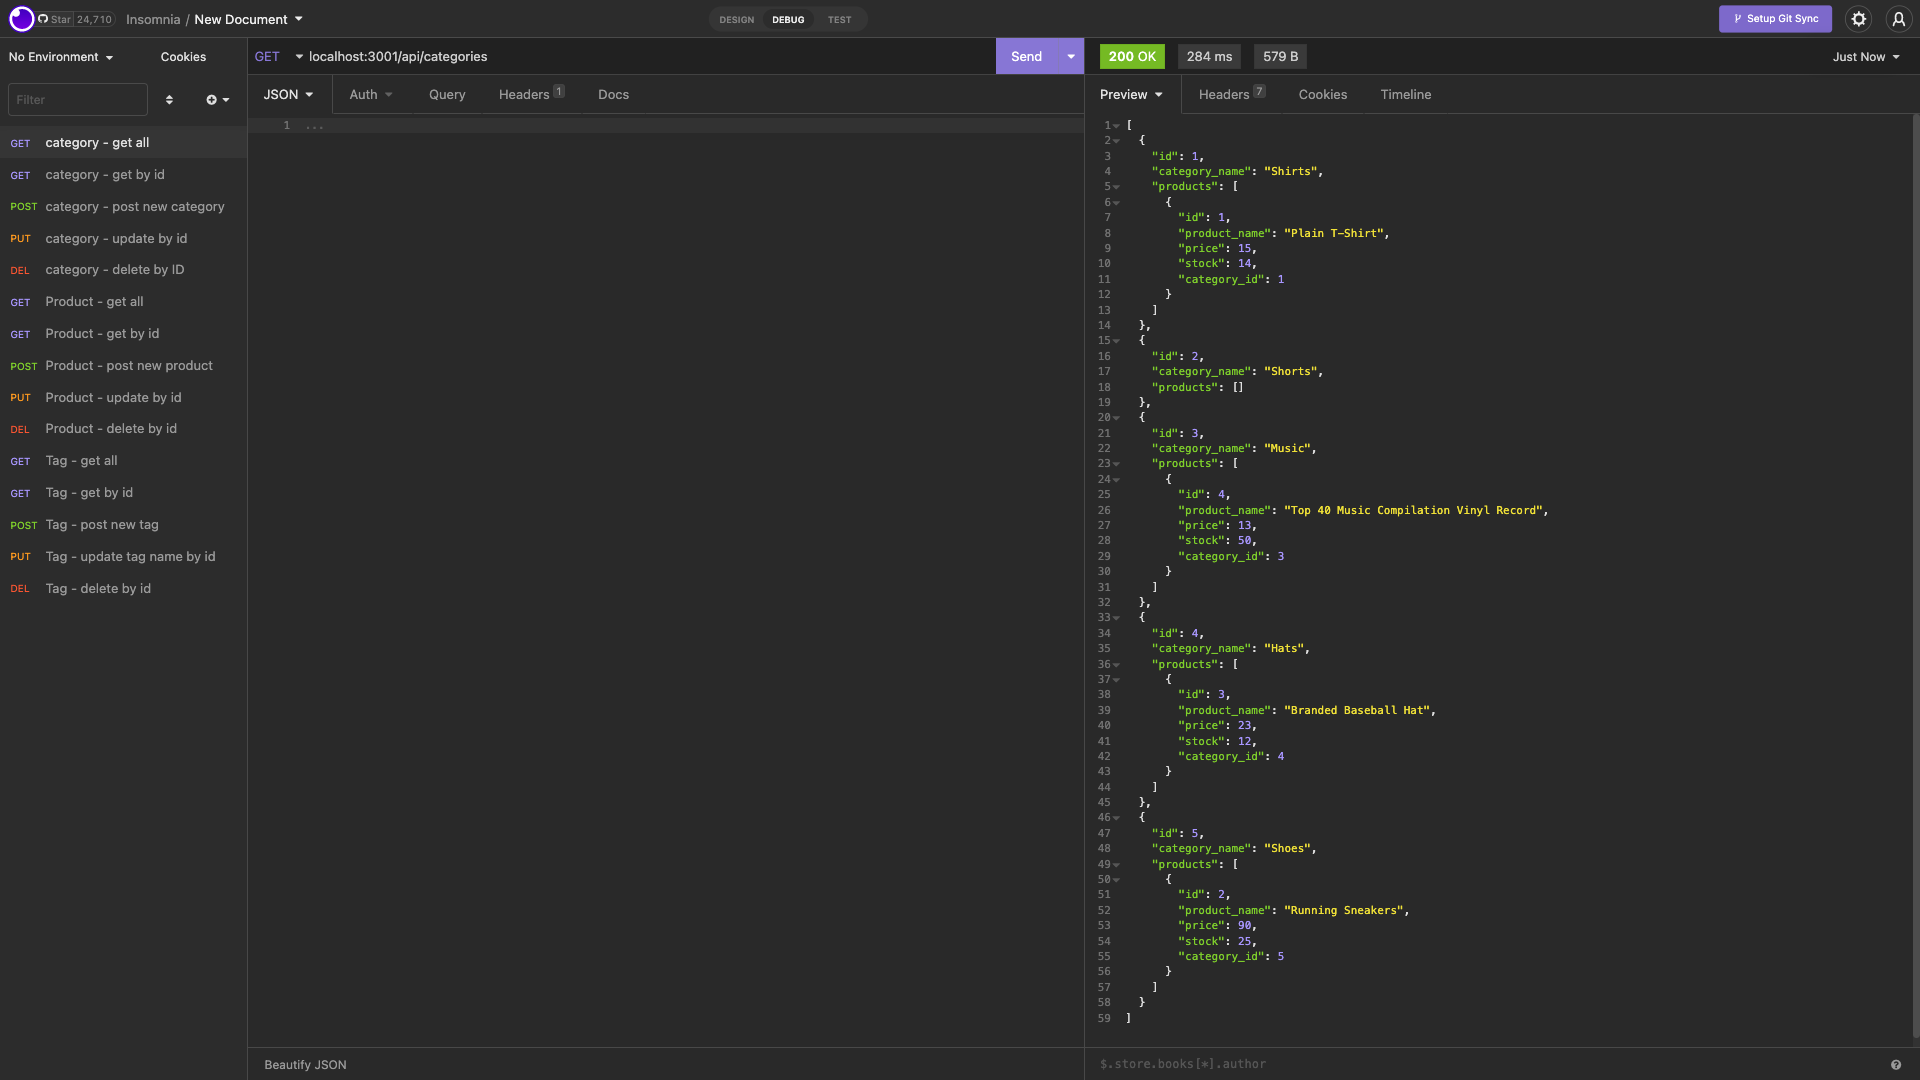 Star 24,710 Insomnia / New Document
DESIGN DEBUG TEST
Setup Git Sync
No Environment Cookies
GET localhost:3001/api/categories Send
200 OK 284 ms 579 B Just Now
Filter
JSON Auth Query Headers 1 Docs
Preview Headers 7 Cookies Timeline
GET category - get all
GET category - get by id
POST category - post new category
PUT category - update by id
DEL category - delete by ID
GET Product - get all
GET Product - get by id
POST Product - post new product
PUT Product - update by id
DEL Product - delete by id
GET Tag - get all
GET Tag - get by id
POST Tag - post new tag
PUT Tag - update tag name by id
DEL Tag - delete by id
1 ...
Beautify JSON
1 [
2 {
3 "id": 1,
4 "category_name": "Shirts",
5 "products": [
6 {
7 "id": 1,
8 "product_name": "Plain T-Shirt",
9 "price": 15,
10 "stock": 14,
11 "category_id": 1
12 }
13 ]
14 },
15 {
16 "id": 2,
17 "category_name": "Shorts",
18 "products": []
19 },
20 {
21 "id": 3,
22 "category_name": "Music",
23 "products": [
24 {
25 "id": 4,
26 "product_name": "Top 40 Music Compilation Vinyl Record",
27 "price": 13,
28 "stock": 50,
29 "category_id": 3
30 }
31 ]
32 },
33 {
34 "id": 4,
35 "category_name": "Hats",
36 "products": [
37 {
38 "id": 3,
39 "product_name": "Branded Baseball Hat",
40 "price": 23,
41 "stock": 12,
42 "category_id": 4
43 }
44 ]
45 },
46 {
47 "id": 5,
48 "category_name": "Shoes",
49 "products": [
50 {
51 "id": 2,
52 "product_name": "Running Sneakers",
53 "price": 90,
54 "stock": 25,
55 "category_id": 5
56 }
57 ]
58 }
59 ]
$.store.books[*].author